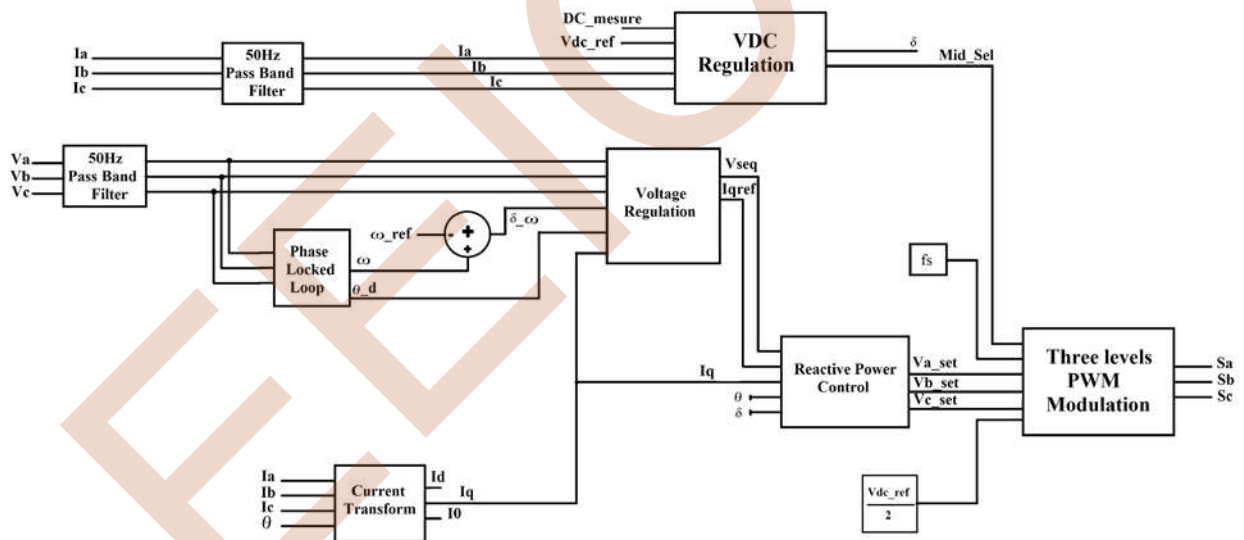 DC_mesure
Vdc_ref
VDC
Regulation
δ
Mid_Sel
Ia
Ib
Ic
50Hz
Pass Band
Filter
Ia
Ib
Ic
Va
Vb
Vc
50Hz
Pass Band
Filter
Voltage
Regulation
Vseq
Iqref
ω_ref
-
+
+
δ_ω
Phase
Locked
Loop
ω
θ_d
fs
Iq
θ
δ
Reactive Power
Control
Va_set
Vb_set
Vc_set
Three levels
PWM
Modulation
Sa
Sb
Sc
Ia
Ib
Ic
θ
Current
Transform
Id
Iq
I0
Vdc_ref
2